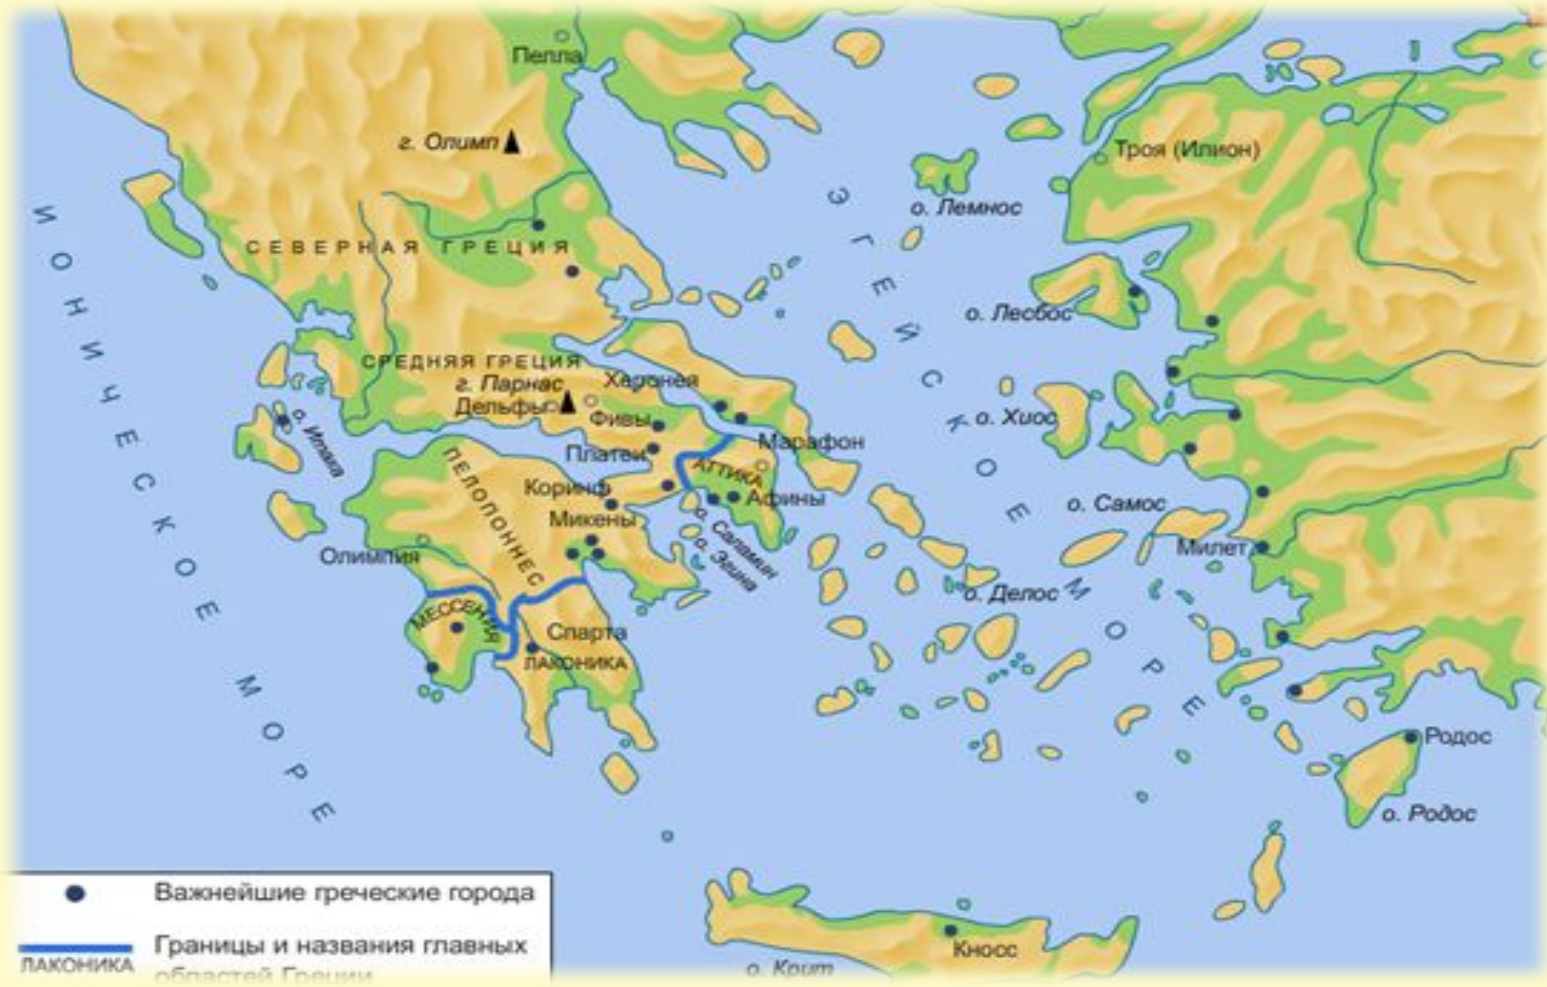 Пелла
г. Олимп
Троя (Илион)
о. Лемнос
ЭГЕЙСКОЕ МОРЕ
ИОНИЧЕСКОЕ МОРЕ
СЕВЕРНАЯ ГРЕЦИЯ
о. Лесбос
СРЕДНЯЯ ГРЕЦИЯ
г. Парнас
Херонея
Дельфы
Фивы
о. Хиос
о. Итака
Марафон
Платеи
ПЕЛОПОННЕС
АТТИКА
Коринф
Афины
о. Самос
Микены
о. Саламин
о. Эгина
Милет
Олимпия
о. Делос
МЕССЕНИЯ
Спарта
ЛАКОНИКА
Родос
о. Родос
Кносс
о. Крит
Важнейшие греческие города
Границы и названия главных
ЛАКОНИКА
областей Греции